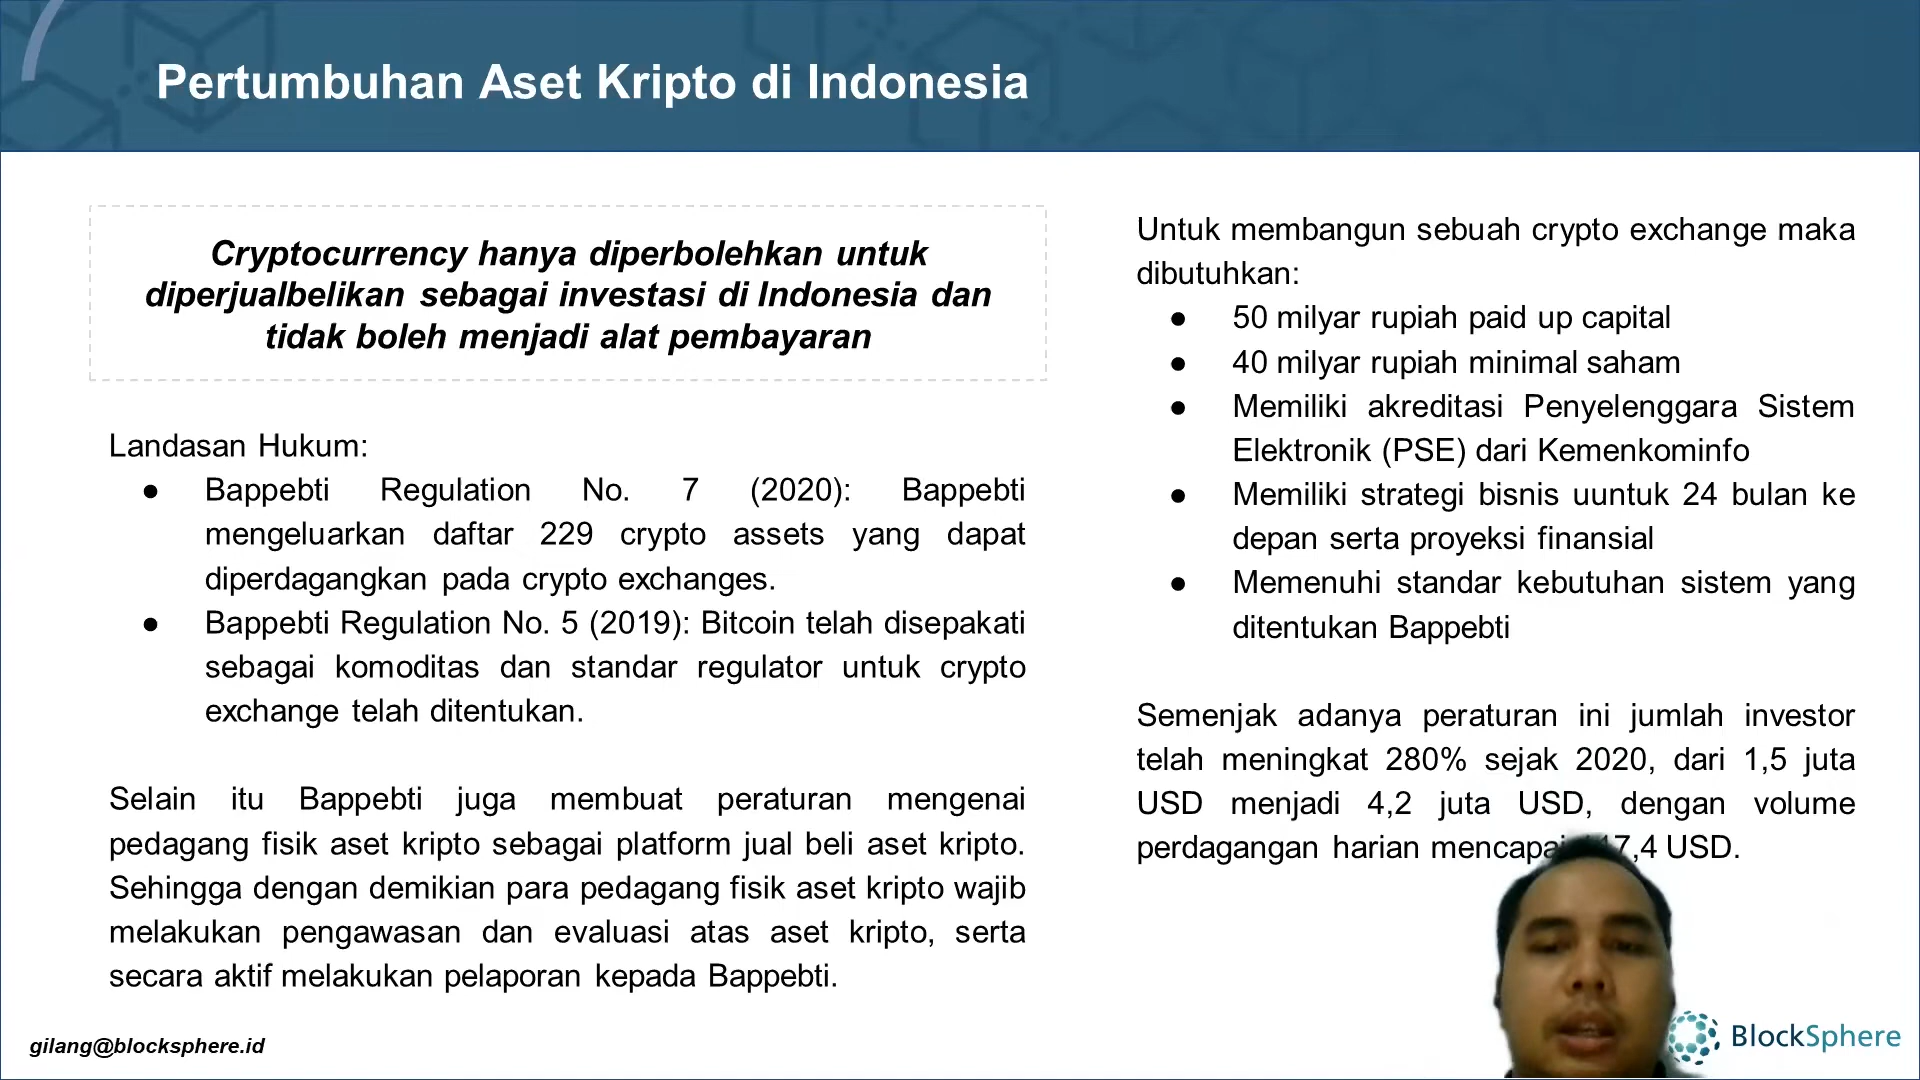 Pertumbuhan Aset Kripto di Indonesia
Cryptocurrency hanya diperbolehkan untuk
diperjualbelikan sebagai investasi di Indonesia dan
tidak boleh menjadi alat pembayaran
Landasan Hukum:
● Bappebti Regulation No. 7 (2020): Bappebti
mengeluarkan daftar 229 crypto assets yang dapat
diperdagangkan pada crypto exchanges.
● Bappebti Regulation No. 5 (2019): Bitcoin telah disepakati
sebagai komoditas dan standar regulator untuk crypto
exchange telah ditentukan.
Selain itu Bappebti juga membuat peraturan mengenai
pedagang fisik aset kripto sebagai platform jual beli aset kripto.
Sehingga dengan demikian para pedagang fisik aset kripto wajib
melakukan pengawasan dan evaluasi atas aset kripto, serta
secara aktif melakukan pelaporan kepada Bappebti.
Untuk membangun sebuah crypto exchange maka
dibutuhkan:
● 50 milyar rupiah paid up capital
● 40 milyar rupiah minimal saham
● Memiliki akreditasi Penyelenggara Sistem
Elektronik (PSE) dari Kemenkominfo
● Memiliki strategi bisnis uuntuk 24 bulan ke
depan serta proyeksi finansial
● Memenuhi standar kebutuhan sistem yang
ditentukan Bappebti
Semenjak adanya peraturan ini jumlah investor
telah meningkat 280% sejak 2020, dari 1,5 juta
USD menjadi 4,2 juta USD, dengan volume
perdagangan harian USD.
gilang@blocksphere.id
BlockSphere